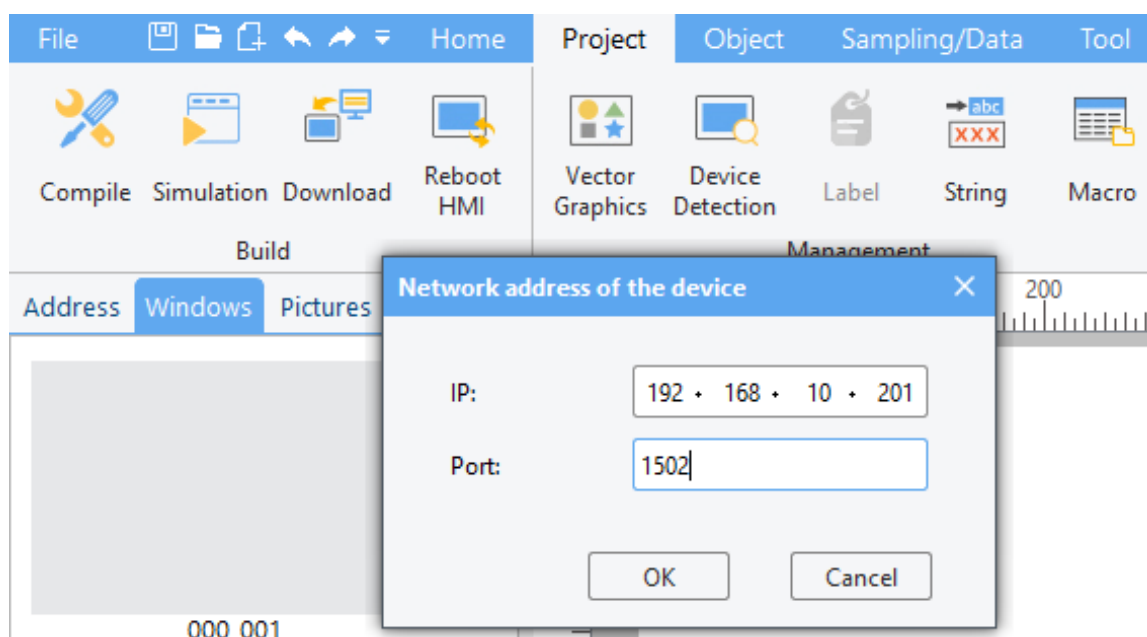 File Home Project Object Sampling/Data Tool
Compile Simulation Download Reboot HMI Vector Graphics Device Detection Label abc XXX String Macro
Build Management
Address Windows Pictures
Network address of the device
200
IP: 192 . 168 . 10 . 201
Port: 1502
OK Cancel
000_001